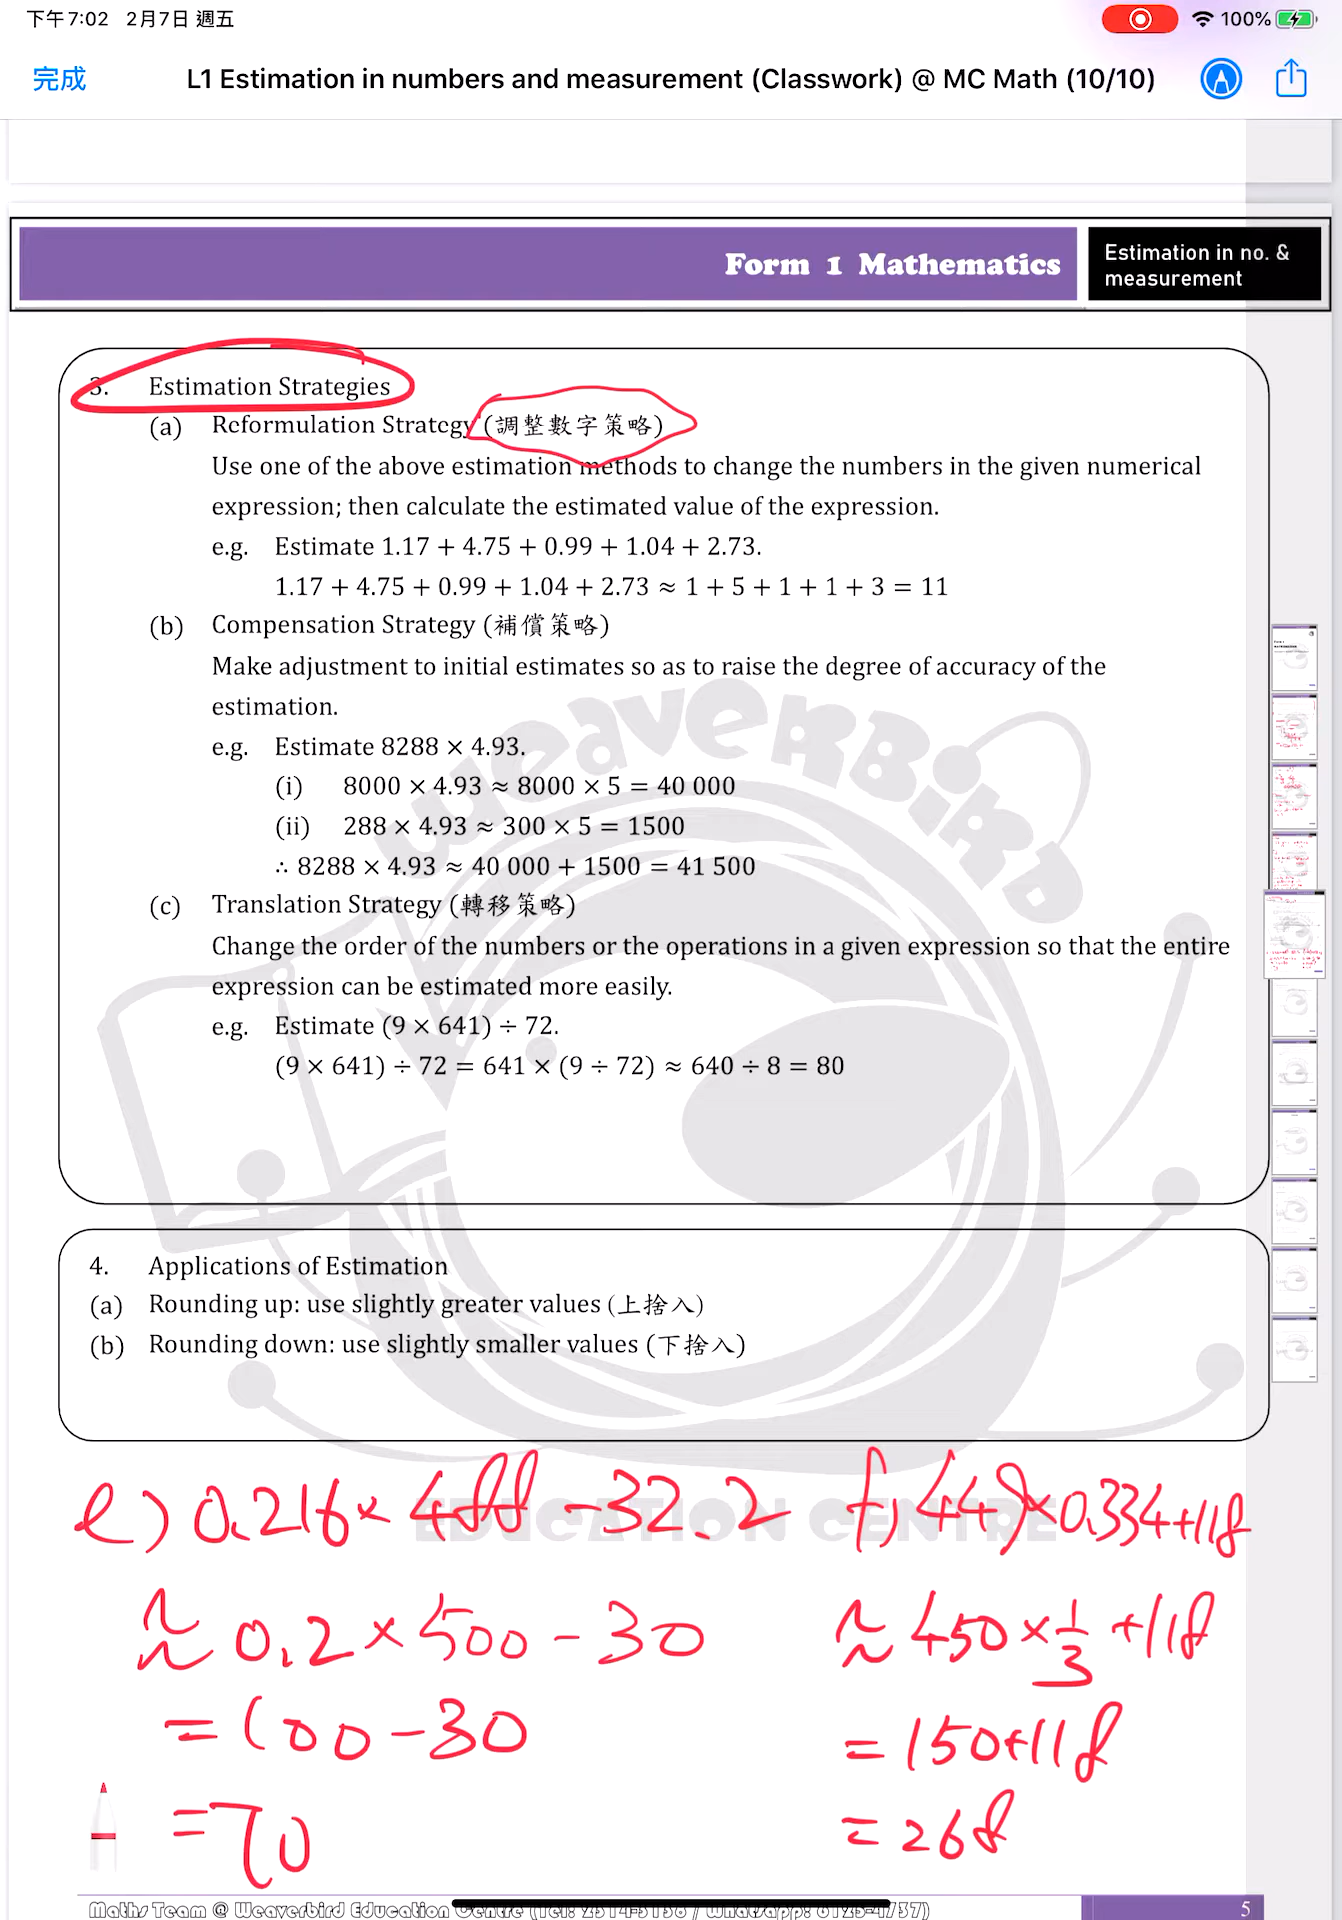 下午7:02 2月7日 週五
100%
完成
L1 Estimation in numbers and measurement (Classwork) @ MC Math (10/10)
Form 1 Mathematics
Estimation in no. &
measurement
3. Estimation Strategies
(a) Reformulation Strategy (調整數字策略)
Use one of the above estimation methods to change the numbers in the given numerical
expression; then calculate the estimated value of the expression.
e.g. Estimate 1.17 + 4.75 + 0.99 + 1.04 + 2.73.
1.17 + 4.75 + 0.99 + 1.04 + 2.73 ≈ 1 + 5 + 1 + 1 + 3 = 11
(b) Compensation Strategy (補償策略)
Make adjustment to initial estimates so as to raise the degree of accuracy of the
estimation.
e.g. Estimate 8288 × 4.93.
(i) 8000 × 4.93 ≈ 8000 × 5 = 40 000
(ii) 288 × 4.93 ≈ 300 × 5 = 1500
∴ 8288 × 4.93 ≈ 40 000 + 1500 = 41 500
(c) Translation Strategy (轉移策略)
Change the order of the numbers or the operations in a given expression so that the entire
expression can be estimated more easily.
e.g. Estimate (9 × 641) ÷ 72.
(9 × 641) ÷ 72 = 641 × (9 ÷ 72) ≈ 640 ÷ 8 = 80
WeaverBird
4. Applications of Estimation
(a) Rounding up: use slightly greater values (上捨入)
(b) Rounding down: use slightly smaller values (下捨入)
EDUCATION CENTRE
e) 0.216 × 488 - 32.2
≈ 0.2 × 500 - 30
= 100 - 30
= 70
f) 449 × 0.334 + 118
≈ 450 × 1/3 + 118
= 150 + 118
= 268
Maths Team @ Weaverbird Education Centre
5